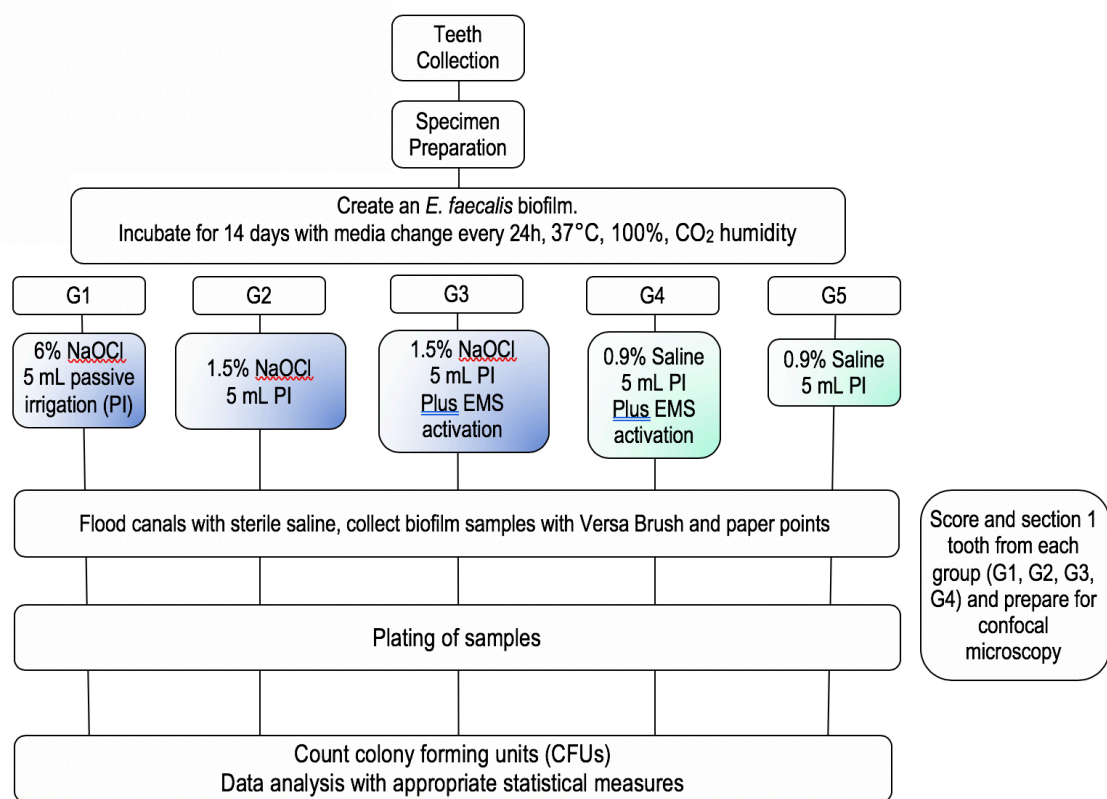 Teeth
Collection
Specimen
Preparation
Create an E. faecalis biofilm.
Incubate for 14 days with media change every 24h, 37°C, 100%, CO₂ humidity
G1
G2
G3
G4
G5
6% NaOCl
5 mL passive
irrigation (PI)
1.5% NaOCl
5 mL PI
1.5% NaOCl
5 mL PI
Plus EMS
activation
0.9% Saline
5 mL PI
Plus EMS
activation
0.9% Saline
5 mL PI
Flood canals with sterile saline, collect biofilm samples with Versa Brush and paper points
Score and section 1
tooth from each
group (G1, G2, G3,
G4) and prepare for
confocal
microscopy
Plating of samples
Count colony forming units (CFUs)
Data analysis with appropriate statistical measures